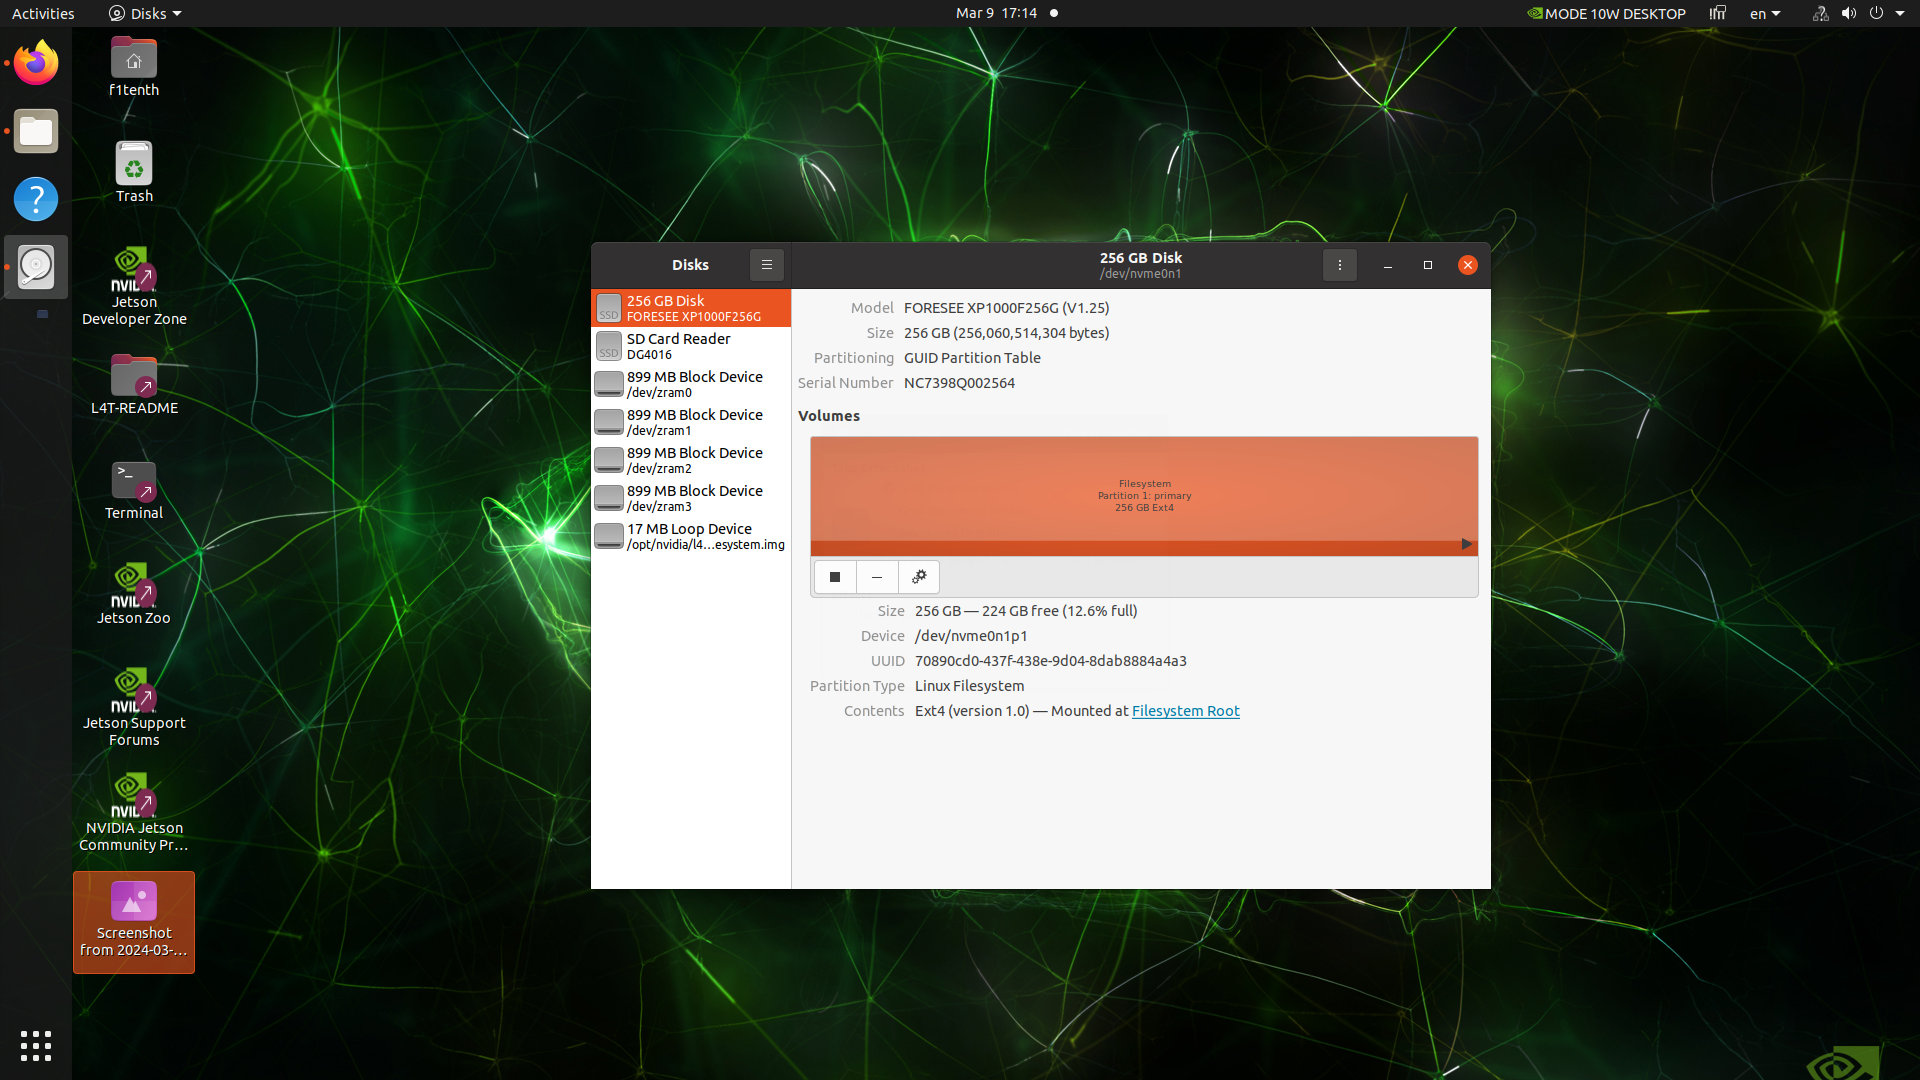 Activities
Disks
Mar 9 17:14
MODE 10W DESKTOP
en
f1tenth
Trash
NVIDIA
Jetson
Developer Zone
L4T-README
Terminal
Jetson Zoo
Jetson Support
Forums
NVIDIA Jetson
Community Pr…
Screenshot
from 2024-03-…
Disks
256 GB Disk
/dev/nvme0n1
SSD
256 GB Disk
FORESEE XP1000F256G
SSD
SD Card Reader
DG4016
899 MB Block Device
/dev/zram0
899 MB Block Device
/dev/zram1
899 MB Block Device
/dev/zram2
899 MB Block Device
/dev/zram3
17 MB Loop Device
/opt/nvidia/l4…esystem.img
Model FORESEE XP1000F256G (V1.25)
Size 256 GB (256,060,514,304 bytes)
Partitioning GUID Partition Table
Serial Number NC7398Q002564
Volumes
Filesystem
Partition 1: primary
256 GB Ext4
Size 256 GB — 224 GB free (12.6% full)
Device /dev/nvme0n1p1
UUID 70890cd0-437f-438e-9d04-8dab8884a4a3
Partition Type Linux Filesystem
Contents Ext4 (version 1.0) — Mounted at Filesystem Root